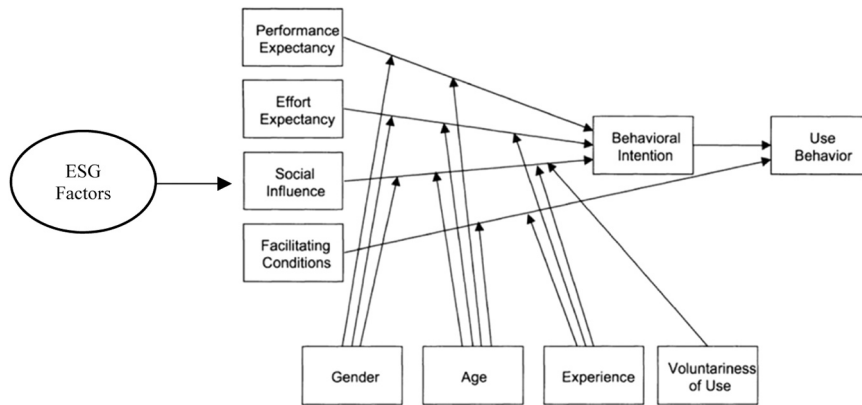 Performance
Expectancy
Effort
Expectancy
ESG
Factors
Social
Influence
Facilitating
Conditions
Behavioral
Intention
Use
Behavior
Gender
Age
Experience
Voluntariness
of Use